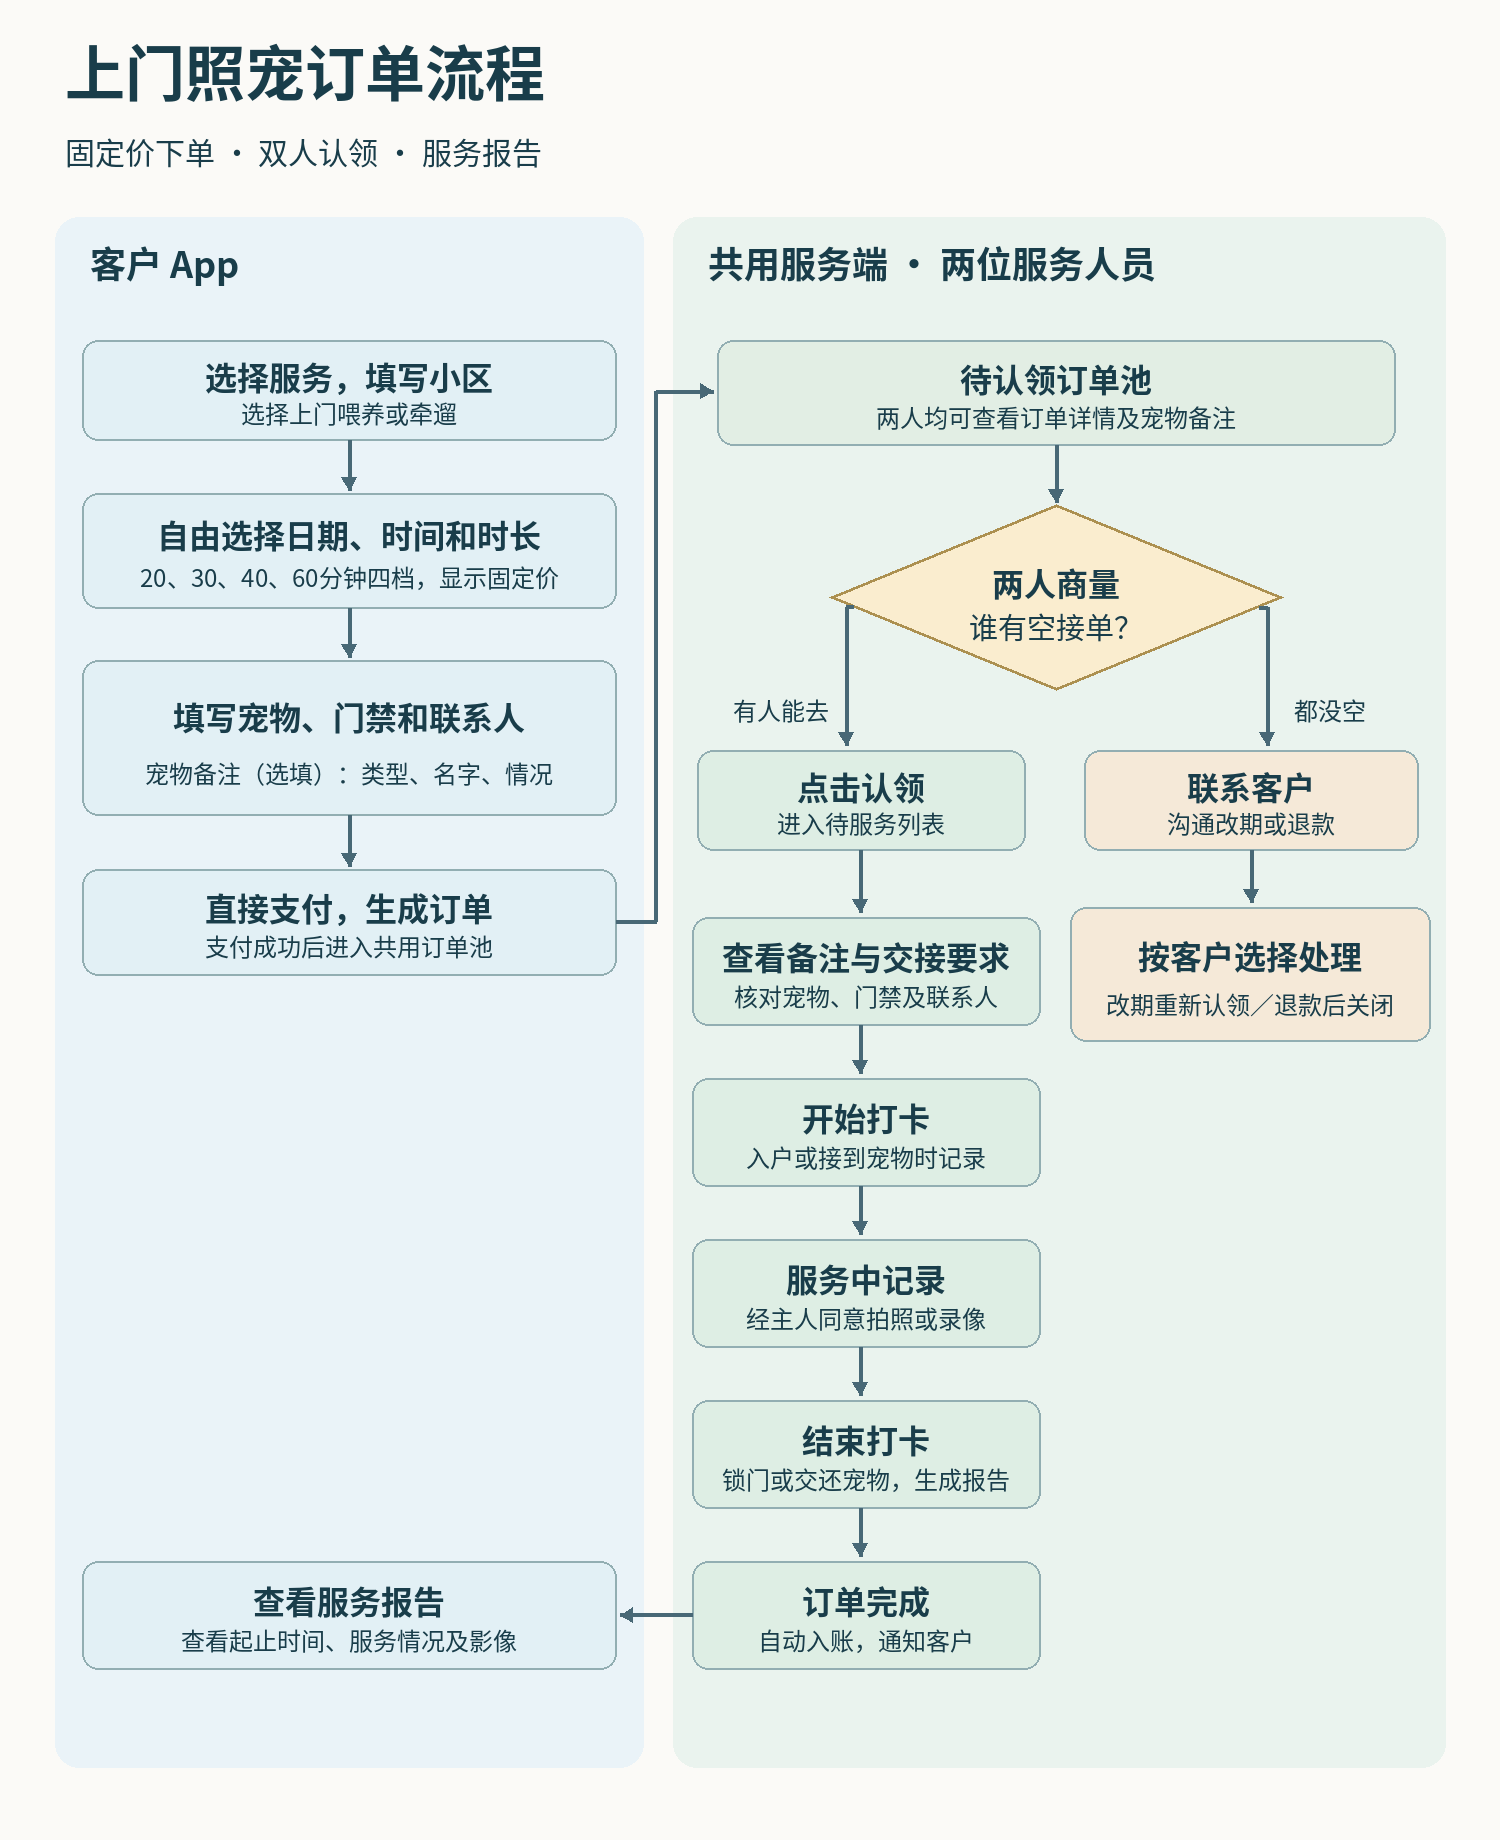 上门照宠订单流程
固定价下单 · 双人认领 · 服务报告
客户 App
选择服务，填写小区
选择上门喂养或牵遛
自由选择日期、时间和时长
20、30、40、60分钟四档，显示固定价
填写宠物、门禁和联系人
宠物备注（选填）：类型、名字、情况
直接支付，生成订单
支付成功后进入共用订单池
共用服务端 · 两位服务人员
待认领订单池
两人均可查看订单详情及宠物备注
两人商量
谁有空接单？
有人能去
都没空
点击认领
进入待服务列表
联系客户
沟通改期或退款
查看备注与交接要求
核对宠物、门禁及联系人
按客户选择处理
改期重新认领／退款后关闭
开始打卡
入户或接到宠物时记录
服务中记录
经主人同意拍照或录像
结束打卡
锁门或交还宠物，生成报告
订单完成
自动入账，通知客户
查看服务报告
查看起止时间、服务情况及影像